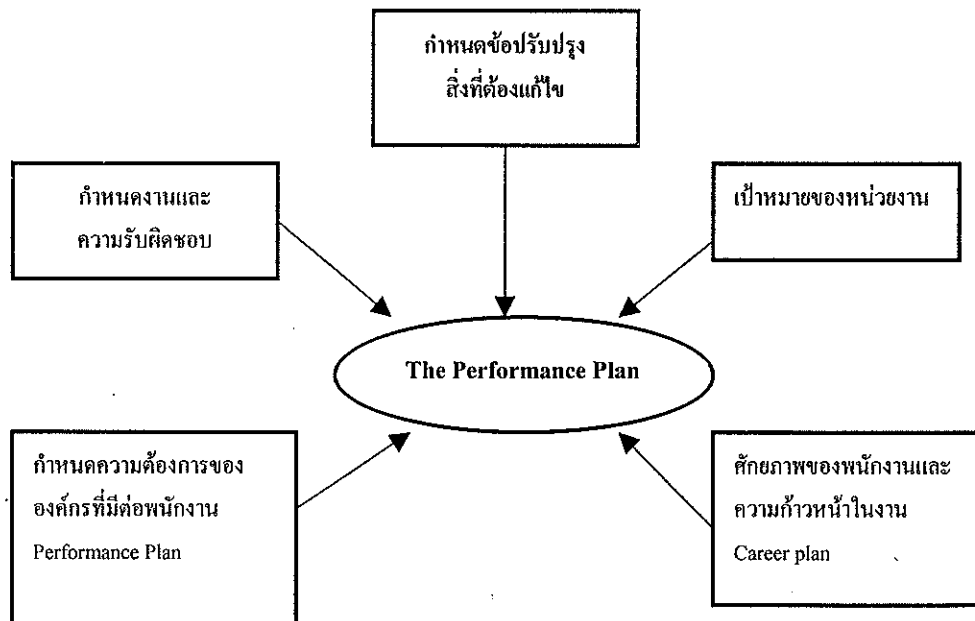 กำหนดข้อปรับปรุง
สิ่งที่ต้องแก้ไข
กำหนดงานและ
ความรับผิดชอบ
เป้าหมายของหน่วยงาน
The Performance Plan
กำหนดความต้องการของ
องค์กรที่มีต่อพนักงาน
Performance Plan
ศักยภาพของพนักงานและ
ความก้าวหน้าในงาน
Career plan